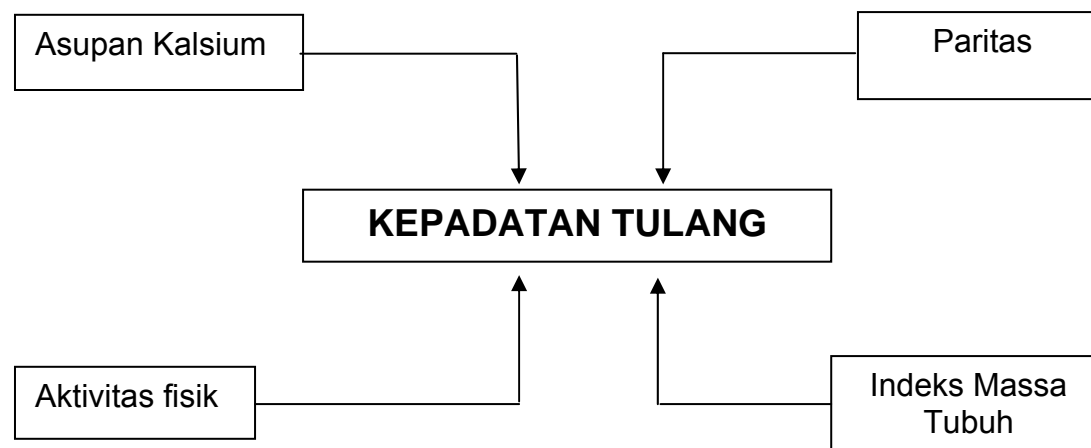 Asupan Kalsium
Paritas
KEPADATAN TULANG
Aktivitas fisik
Indeks Massa
Tubuh